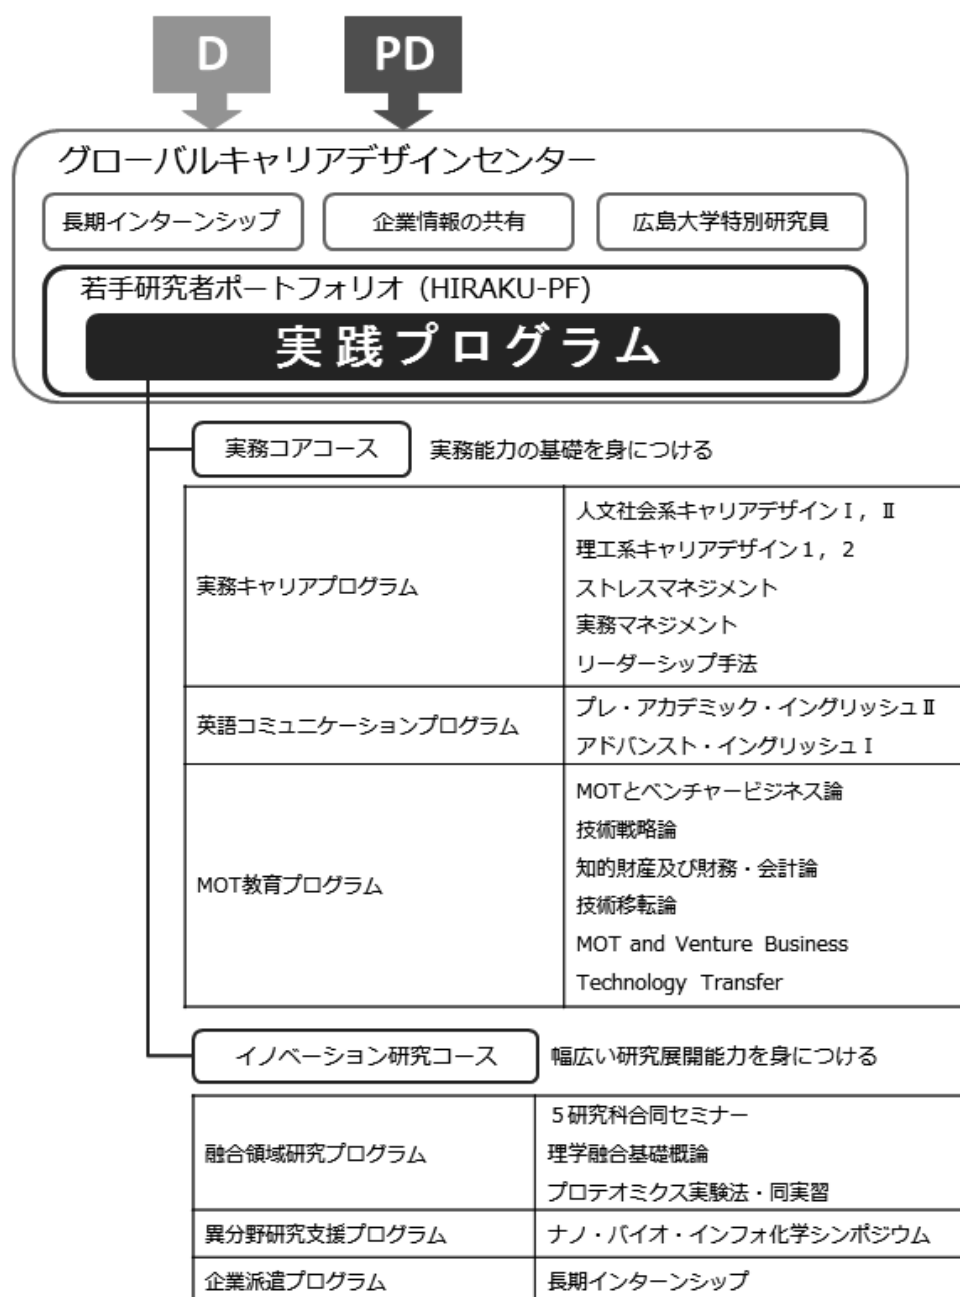 D
PD
グローバルキャリアデザインセンター
長期インターンシップ
企業情報の共有
広島大学特別研究員
若手研究者ポートフォリオ (HIRAKU-PF)
実践プログラム
実務コアコース
実務能力の基礎を身につける
実務キャリアプログラム
人文社会系キャリアデザインⅠ, Ⅱ
理工系キャリアデザイン1, 2
ストレスマネジメント
実務マネジメント
リーダーシップ手法
英語コミュニケーションプログラム
プレ・アカデミック・イングリッシュⅡ
アドバンスト・イングリッシュⅠ
MOT教育プログラム
MOTとベンチャービジネス論
技術戦略論
知的財産及び財務・会計論
技術移転論
MOT and Venture Business
Technology Transfer
イノベーション研究コース
幅広い研究展開能力を身につける
融合領域研究プログラム
5研究科合同セミナー
理学融合基礎概論
プロテオミクス実験法・同実習
異分野研究支援プログラム
ナノ・バイオ・インフォ化学シンポジウム
企業派遣プログラム
長期インターンシップ